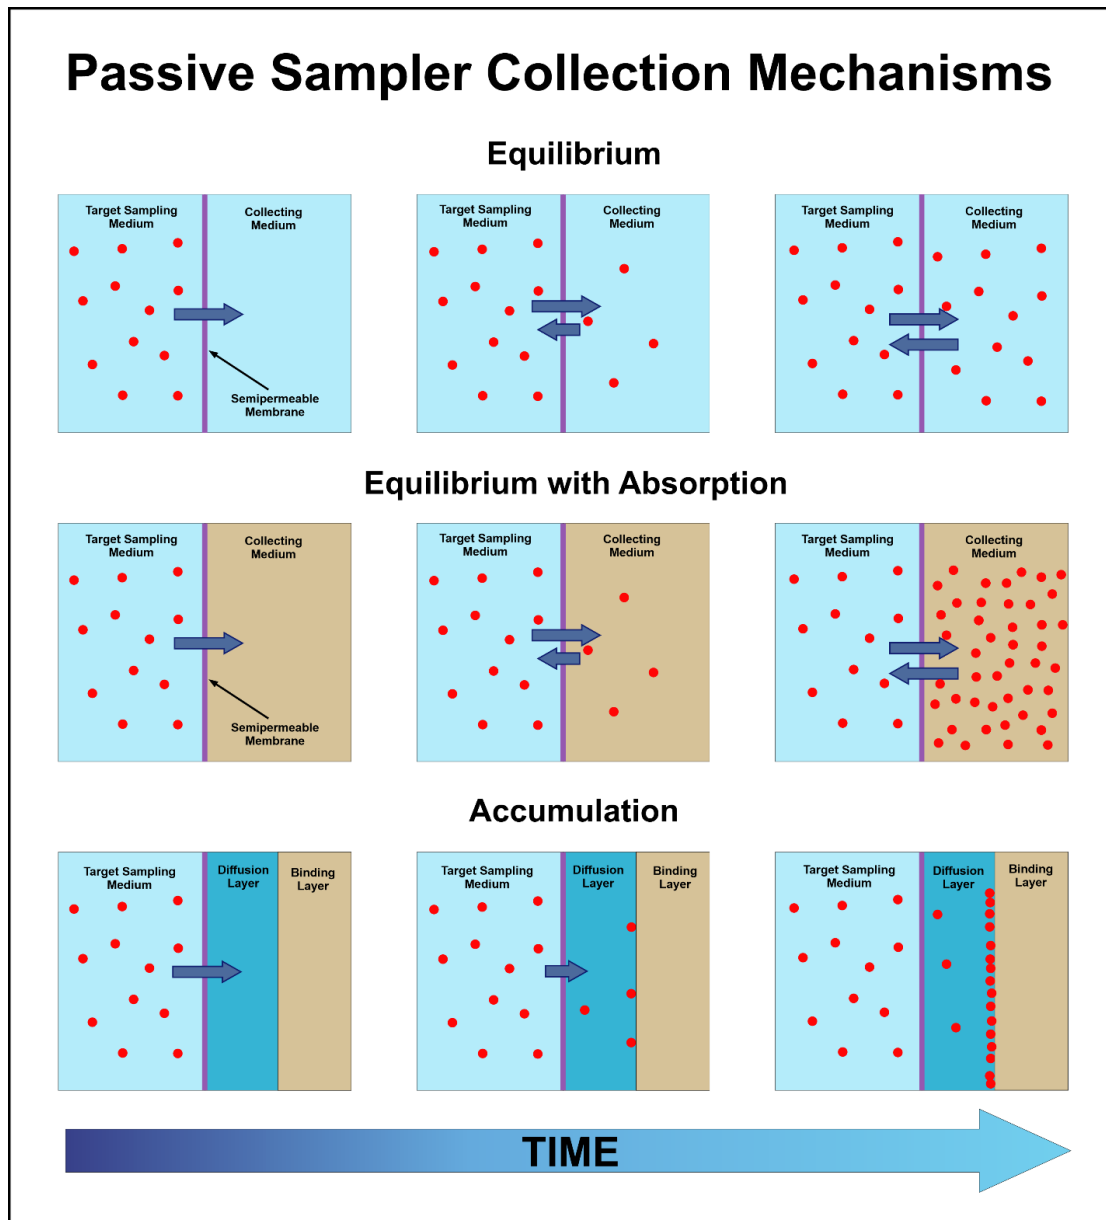 Passive Sampler Collection Mechanisms
Equilibrium
Target Sampling
Medium
Collecting
Medium
Semipermeable
Membrane
Target Sampling
Medium
Collecting
Medium
Target Sampling
Medium
Collecting
Medium
Equilibrium with Absorption
Target Sampling
Medium
Collecting
Medium
Semipermeable
Membrane
Target Sampling
Medium
Collecting
Medium
Target Sampling
Medium
Collecting
Medium
Accumulation
Target Sampling
Medium
Diffusion
Layer
Binding
Layer
Target Sampling
Medium
Diffusion
Layer
Binding
Layer
Target Sampling
Medium
Diffusion
Layer
Binding
Layer
TIME